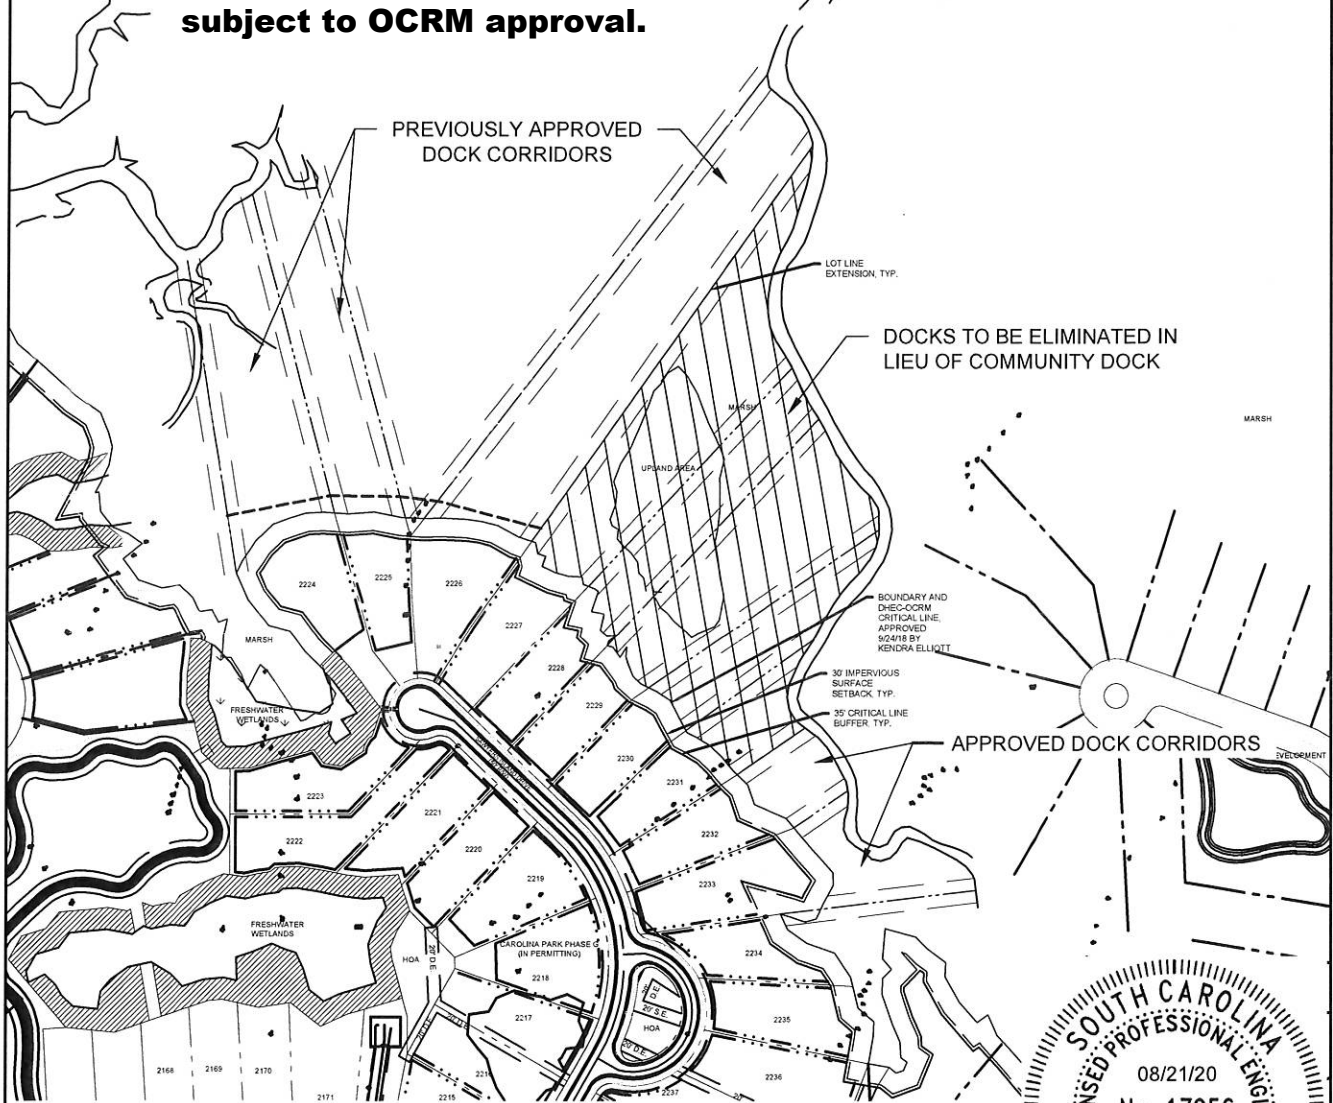 subject to OCRM approval.
PREVIOUSLY APPROVED
DOCK CORRIDORS
LOT LINE
EXTENSION, TYP.
DOCKS TO BE ELIMINATED IN
LIEU OF COMMUNITY DOCK
MARSH
MARSH
UPLAND AREA
BOUNDARY AND
DHEC-OCRM
CRITICAL LINE,
APPROVED
9/24/18 BY
KENDRA ELLIOTT
2224
2225
2226
2227
MARSH
2228
30' IMPERVIOUS
SURFACE
SETBACK, TYP.
2229
FRESHWATER
WETLANDS
35' CRITICAL LINE
BUFFER, TYP.
APPROVED DOCK CORRIDORS
2230
2231
2223
2221
2222
2220
2232
2219
2233
FRESHWATER
WETLANDS
HOA
20' D.E.
CAROLINA PARK PHASE G
(IN PERMITTING)
2218
2234
20' S.E.
HOA
20' D.E.
2217
2235
2168
2169
2170
2171
2215
2236
2237
SOUTH CAROLINA
PROFESSIONAL
08/21/20